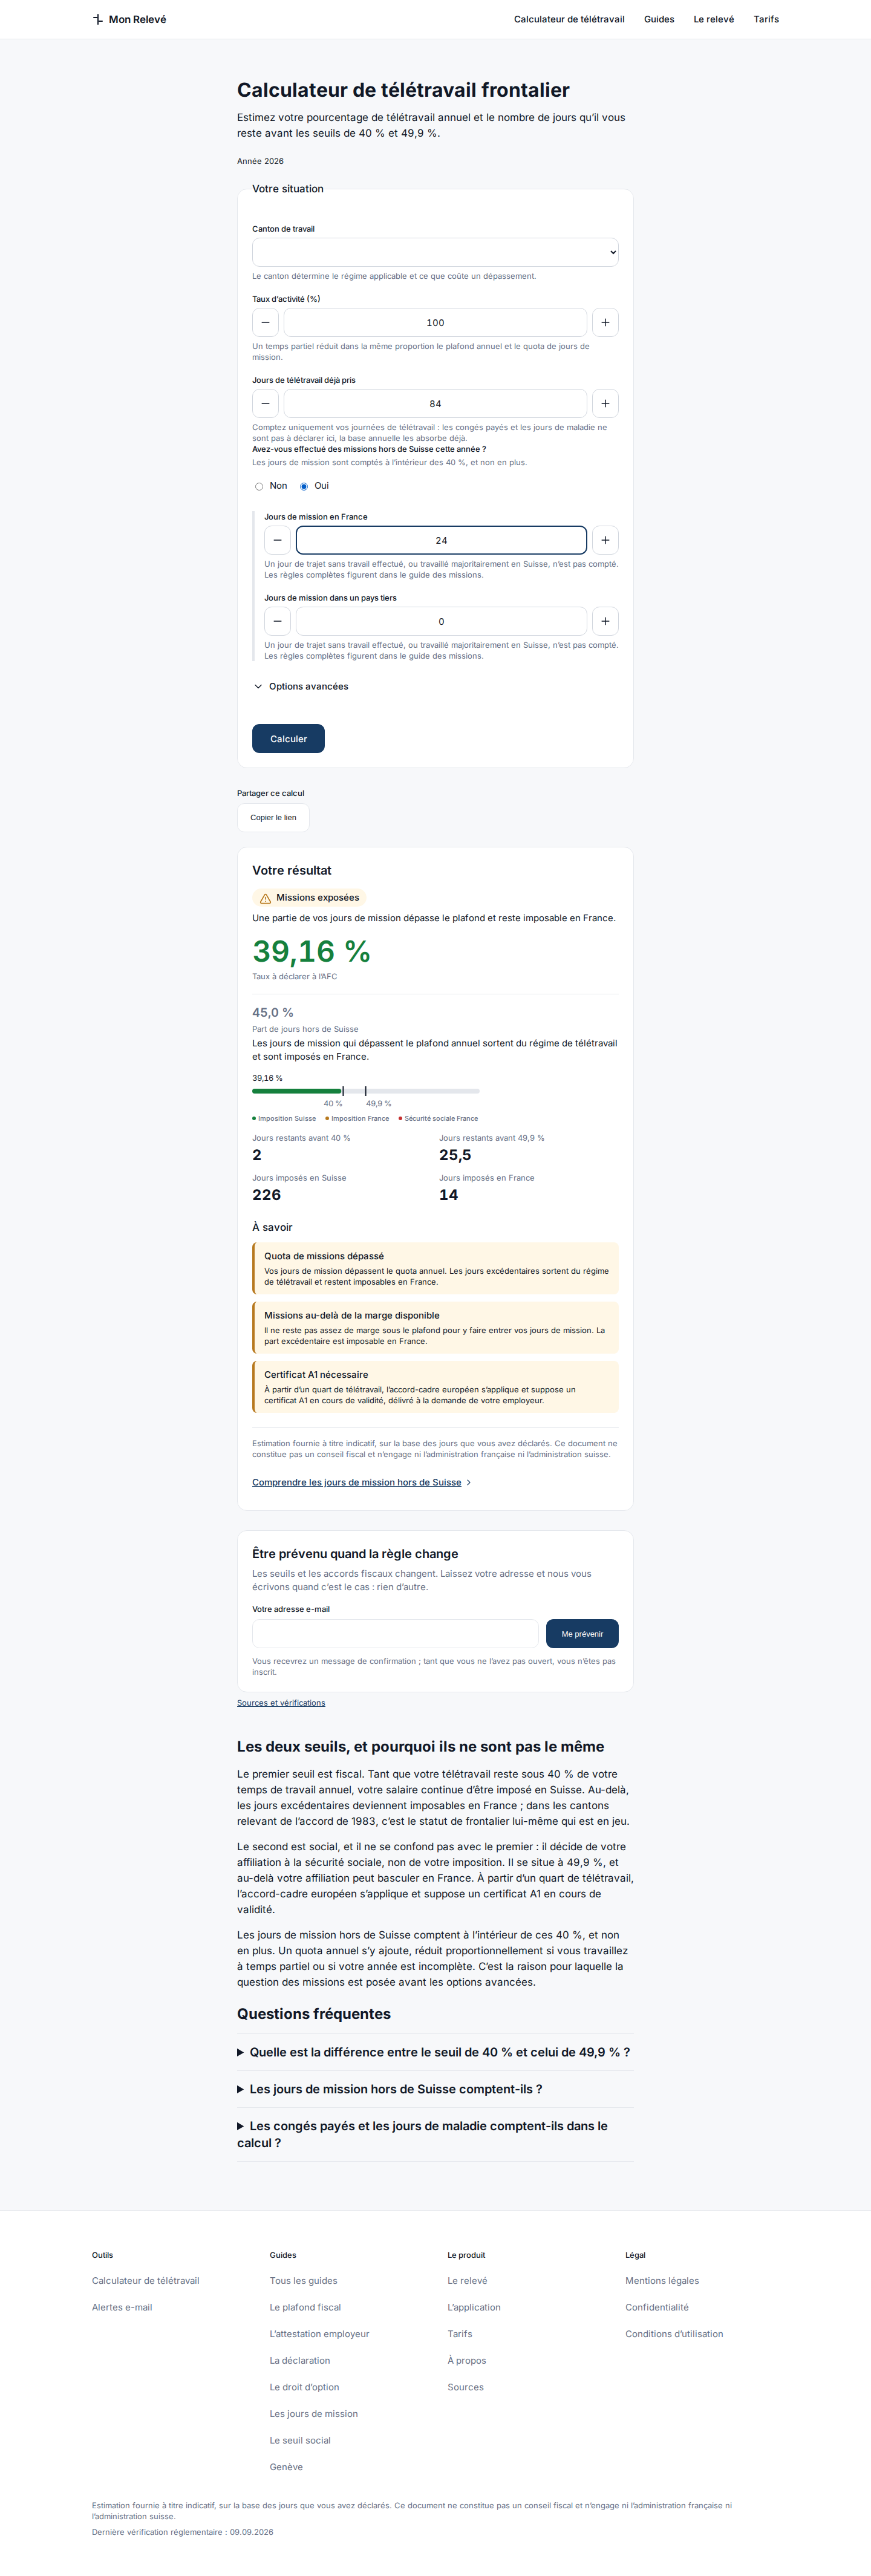 Mon Relevé
Calculateur de télétravail
Guides
Le relevé
Tarifs
Calculateur de télétravail frontalier
Estimez votre pourcentage de télétravail annuel et le nombre de jours qu’il vous
reste avant les seuils de 40 % et 49,9 %.
Année 2026
Votre situation
Canton de travail
Le canton détermine le régime applicable et ce que coûte un dépassement.
Taux d’activité (%)
100
Un temps partiel réduit dans la même proportion le plafond annuel et le quota de jours de
mission.
Jours de télétravail déjà pris
84
Comptez uniquement vos journées de télétravail : les congés payés et les jours de maladie ne
sont pas à déclarer ici, la base annuelle les absorbe déjà.
Avez-vous effectué des missions hors de Suisse cette année ?
Les jours de mission sont comptés à l’intérieur des 40 %, et non en plus.
Non
Oui
Jours de mission en France
24
Un jour de trajet sans travail effectué, ou travaillé majoritairement en Suisse, n’est pas compté.
Les règles complètes figurent dans le guide des missions.
Jours de mission dans un pays tiers
0
Un jour de trajet sans travail effectué, ou travaillé majoritairement en Suisse, n’est pas compté.
Les règles complètes figurent dans le guide des missions.
Options avancées
Calculer
Partager ce calcul
Copier le lien
Votre résultat
Missions exposées
Une partie de vos jours de mission dépasse le plafond et reste imposable en France.
39,16 %
Taux à déclarer à l’AFC
45,0 %
Part de jours hors de Suisse
Les jours de mission qui dépassent le plafond annuel sortent du régime de télétravail
et sont imposés en France.
39,16 %
40 %
49,9 %
Imposition Suisse
Imposition France
Sécurité sociale France
Jours restants avant 40 %
Jours restants avant 49,9 %
2
25,5
Jours imposés en Suisse
Jours imposés en France
226
14
À savoir
Quota de missions dépassé
Vos jours de mission dépassent le quota annuel. Les jours excédentaires sortent du régime
de télétravail et restent imposables en France.
Missions au-delà de la marge disponible
Il ne reste pas assez de marge sous le plafond pour y faire entrer vos jours de mission. La
part excédentaire est imposable en France.
Certificat A1 nécessaire
À partir d’un quart de télétravail, l’accord-cadre européen s’applique et suppose un
certificat A1 en cours de validité, délivré à la demande de votre employeur.
Estimation fournie à titre indicatif, sur la base des jours que vous avez déclarés. Ce document ne
constitue pas un conseil fiscal et n’engage ni l’administration française ni l’administration suisse.
Comprendre les jours de mission hors de Suisse
Être prévenu quand la règle change
Les seuils et les accords fiscaux changent. Laissez votre adresse et nous vous
écrivons quand c’est le cas : rien d’autre.
Votre adresse e-mail
Me prévenir
Vous recevrez un message de confirmation ; tant que vous ne l’avez pas ouvert, vous n’êtes pas
inscrit.
Sources et vérifications
Les deux seuils, et pourquoi ils ne sont pas le même
Le premier seuil est fiscal. Tant que votre télétravail reste sous 40 % de votre
temps de travail annuel, votre salaire continue d’être imposé en Suisse. Au-delà,
les jours excédentaires deviennent imposables en France ; dans les cantons
relevant de l’accord de 1983, c’est le statut de frontalier lui-même qui est en jeu.
Le second est social, et il ne se confond pas avec le premier : il décide de votre
affiliation à la sécurité sociale, non de votre imposition. Il se situe à 49,9 %, et
au-delà votre affiliation peut basculer en France. À partir d’un quart de télétravail,
l’accord-cadre européen s’applique et suppose un certificat A1 en cours de
validité.
Les jours de mission hors de Suisse comptent à l’intérieur de ces 40 %, et non
en plus. Un quota annuel s’y ajoute, réduit proportionnellement si vous travaillez
à temps partiel ou si votre année est incomplète. C’est la raison pour laquelle la
question des missions est posée avant les options avancées.
Questions fréquentes
Quelle est la différence entre le seuil de 40 % et celui de 49,9 % ?
Les jours de mission hors de Suisse comptent-ils ?
Les congés payés et les jours de maladie comptent-ils dans le
calcul ?
Outils
Calculateur de télétravail
Alertes e-mail
Guides
Tous les guides
Le plafond fiscal
L’attestation employeur
La déclaration
Le droit d’option
Les jours de mission
Le seuil social
Genève
Le produit
Le relevé
L’application
Tarifs
À propos
Sources
Légal
Mentions légales
Confidentialité
Conditions d’utilisation
Estimation fournie à titre indicatif, sur la base des jours que vous avez déclarés. Ce document ne constitue pas un conseil fiscal et n’engage ni l’administration française ni
l’administration suisse.
Dernière vérification réglementaire : 09.09.2026